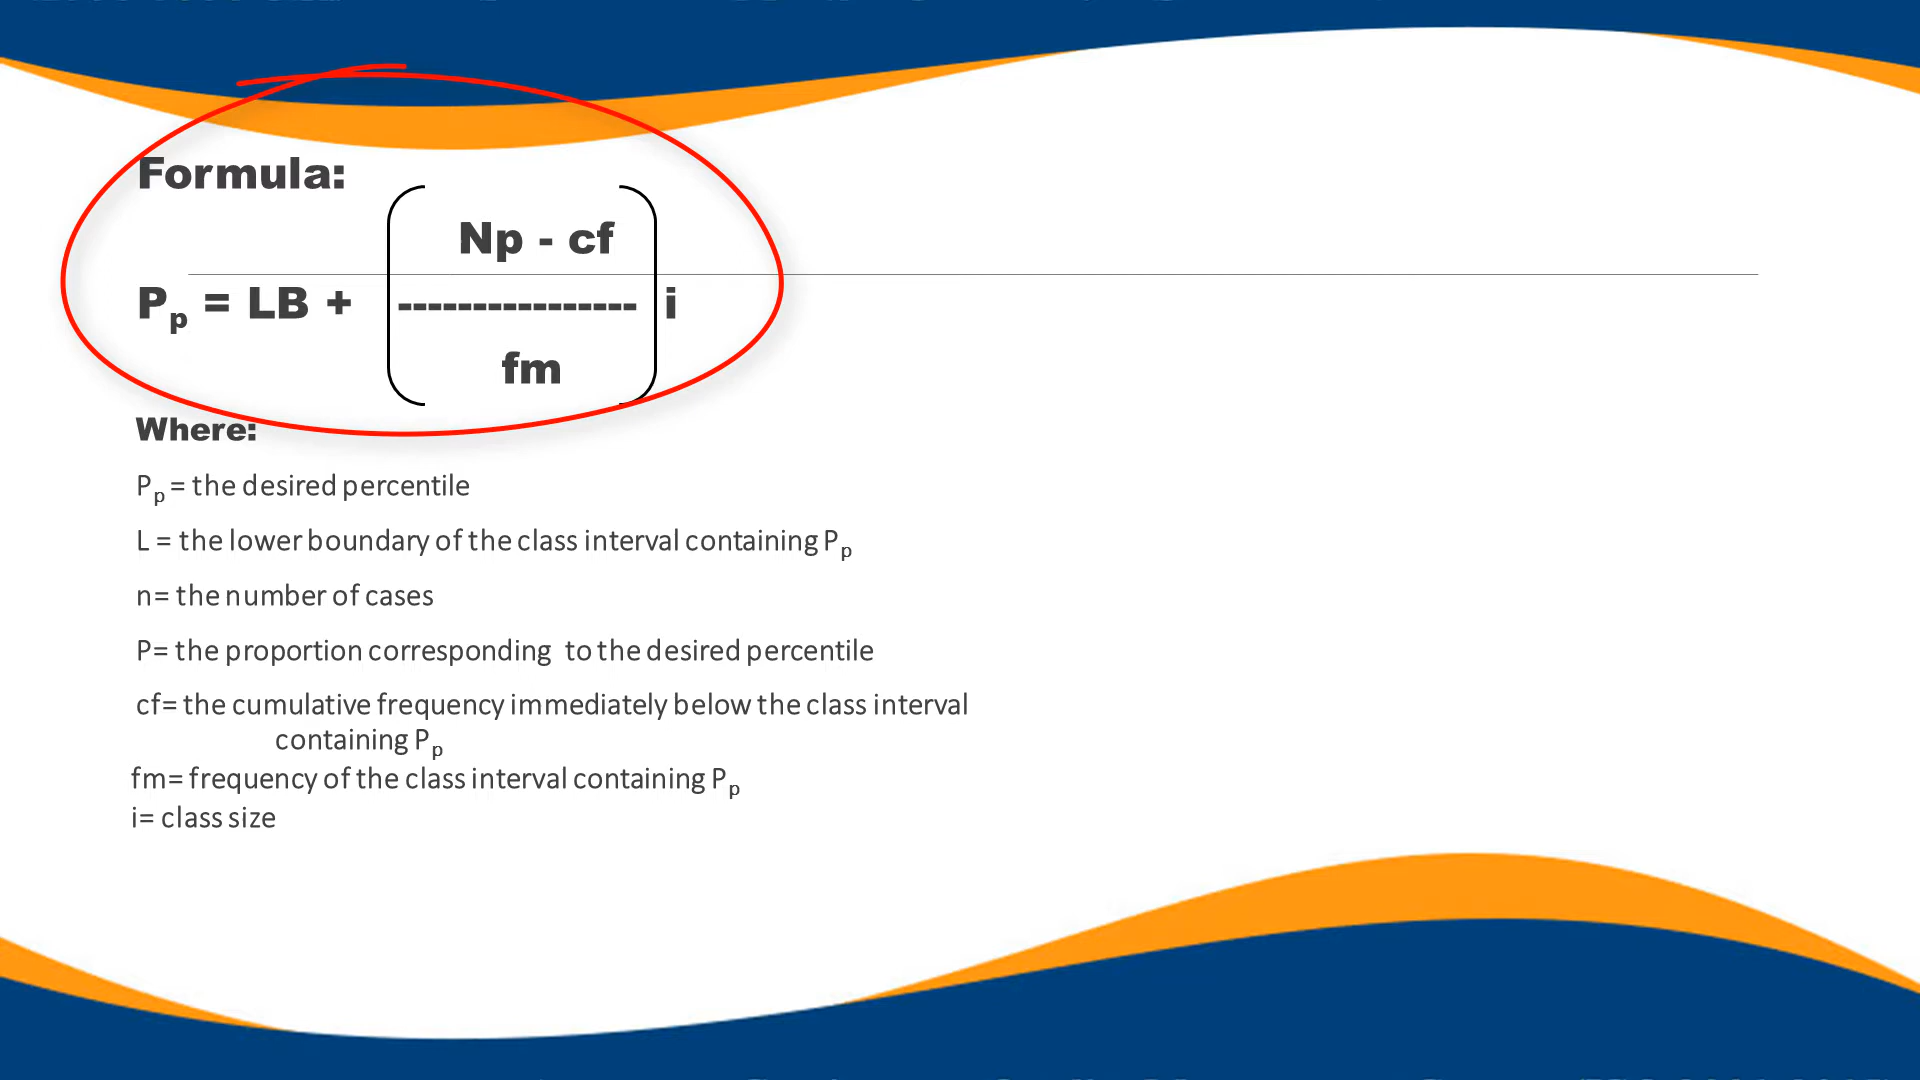 Formula:
Np - cf
Pp = LB + ---------------- i
fm
Where:
Pp = the desired percentile
L = the lower boundary of the class interval containing Pp
n= the number of cases
P= the proportion corresponding to the desired percentile
cf= the cumulative frequency immediately below the class interval
containing Pp
fm= frequency of the class interval containing Pp
i= class size